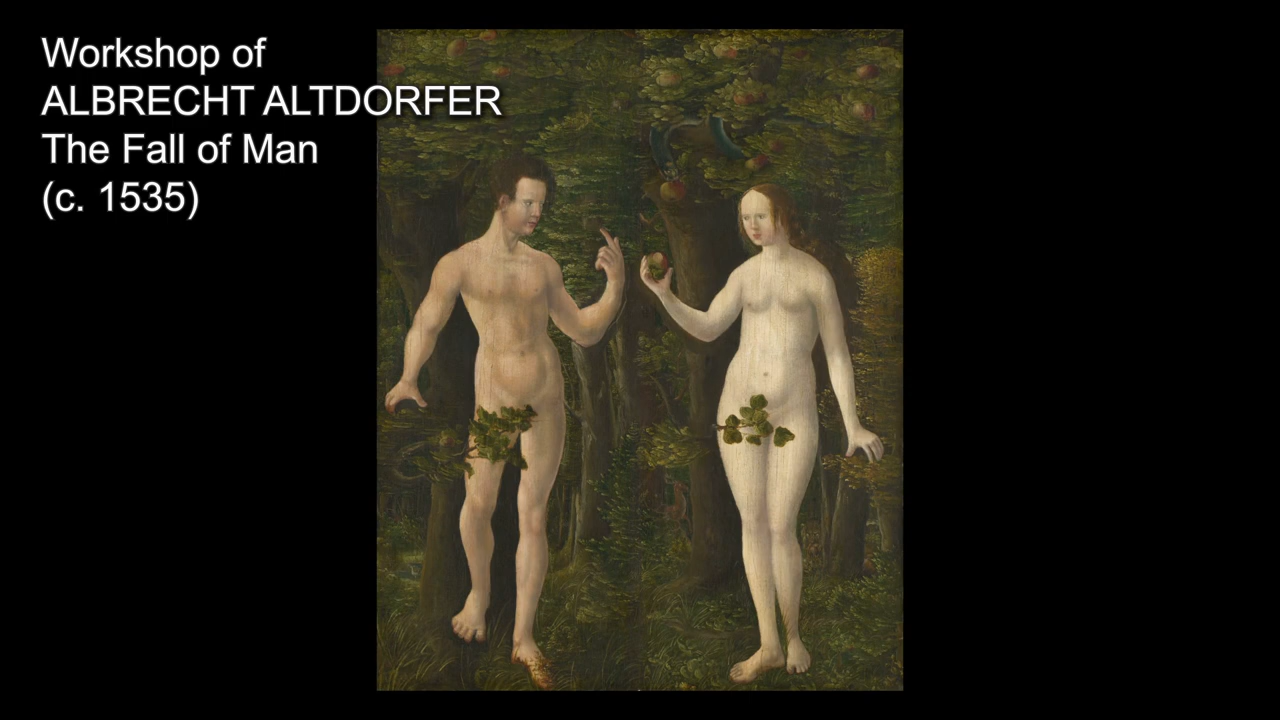 Workshop of
ALBRECHT ALTDORFER
The Fall of Man
(c. 1535)